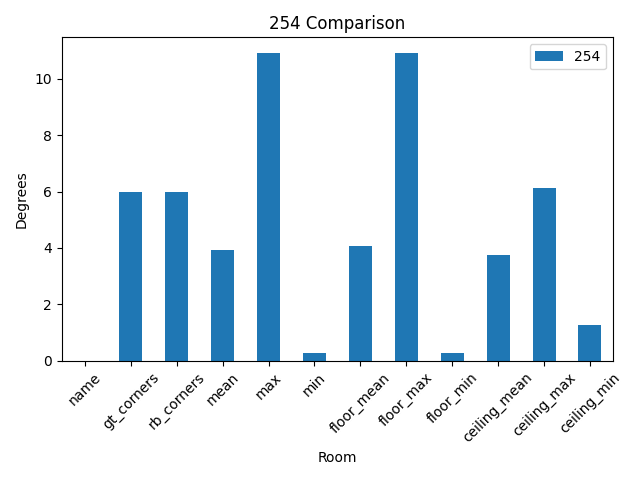 254 Comparison
254
Degrees
10
8
6
4
2
0
name
gt_corners
rb_corners
mean
max
min
floor_mean
floor_max
floor_min
ceiling_mean
ceiling_max
ceiling_min
Room